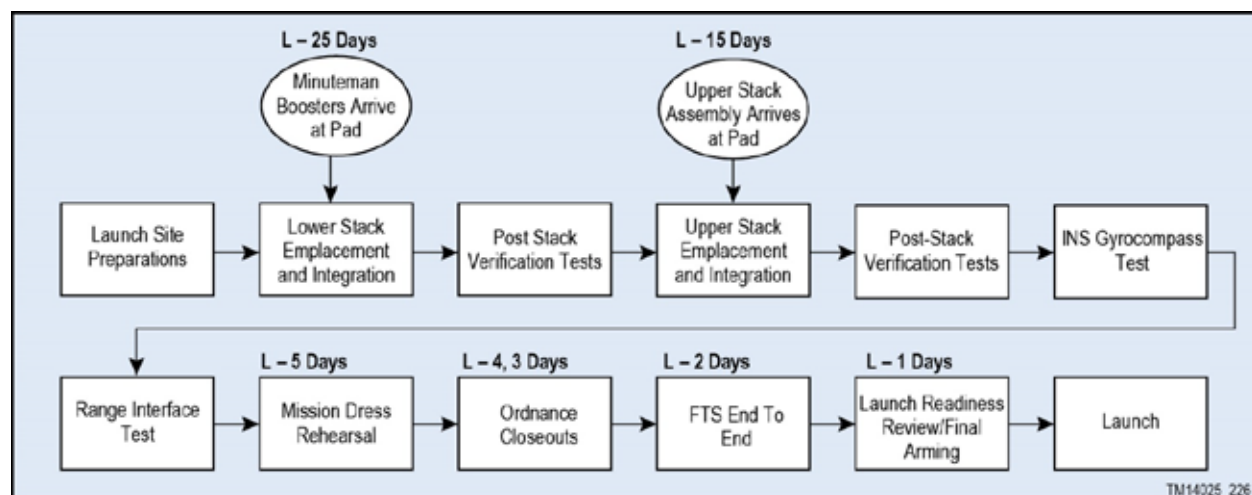 L – 25 Days
L – 15 Days
Minuteman
Boosters Arrive
at Pad
Upper Stack
Assembly Arrives
at Pad
Launch Site
Preparations
Lower Stack
Emplacement
and Integration
Post Stack
Verification Tests
Upper Stack
Emplacement
and Integration
Post-Stack
Verification Tests
INS Gyrocompass
Test
Range Interface
Test
L – 5 Days
Mission Dress
Rehearsal
L – 4, 3 Days
Ordnance
Closeouts
L – 2 Days
FTS End To
End
L – 1 Days
Launch Readiness
Review/Final
Arming
Launch
TM14025_226